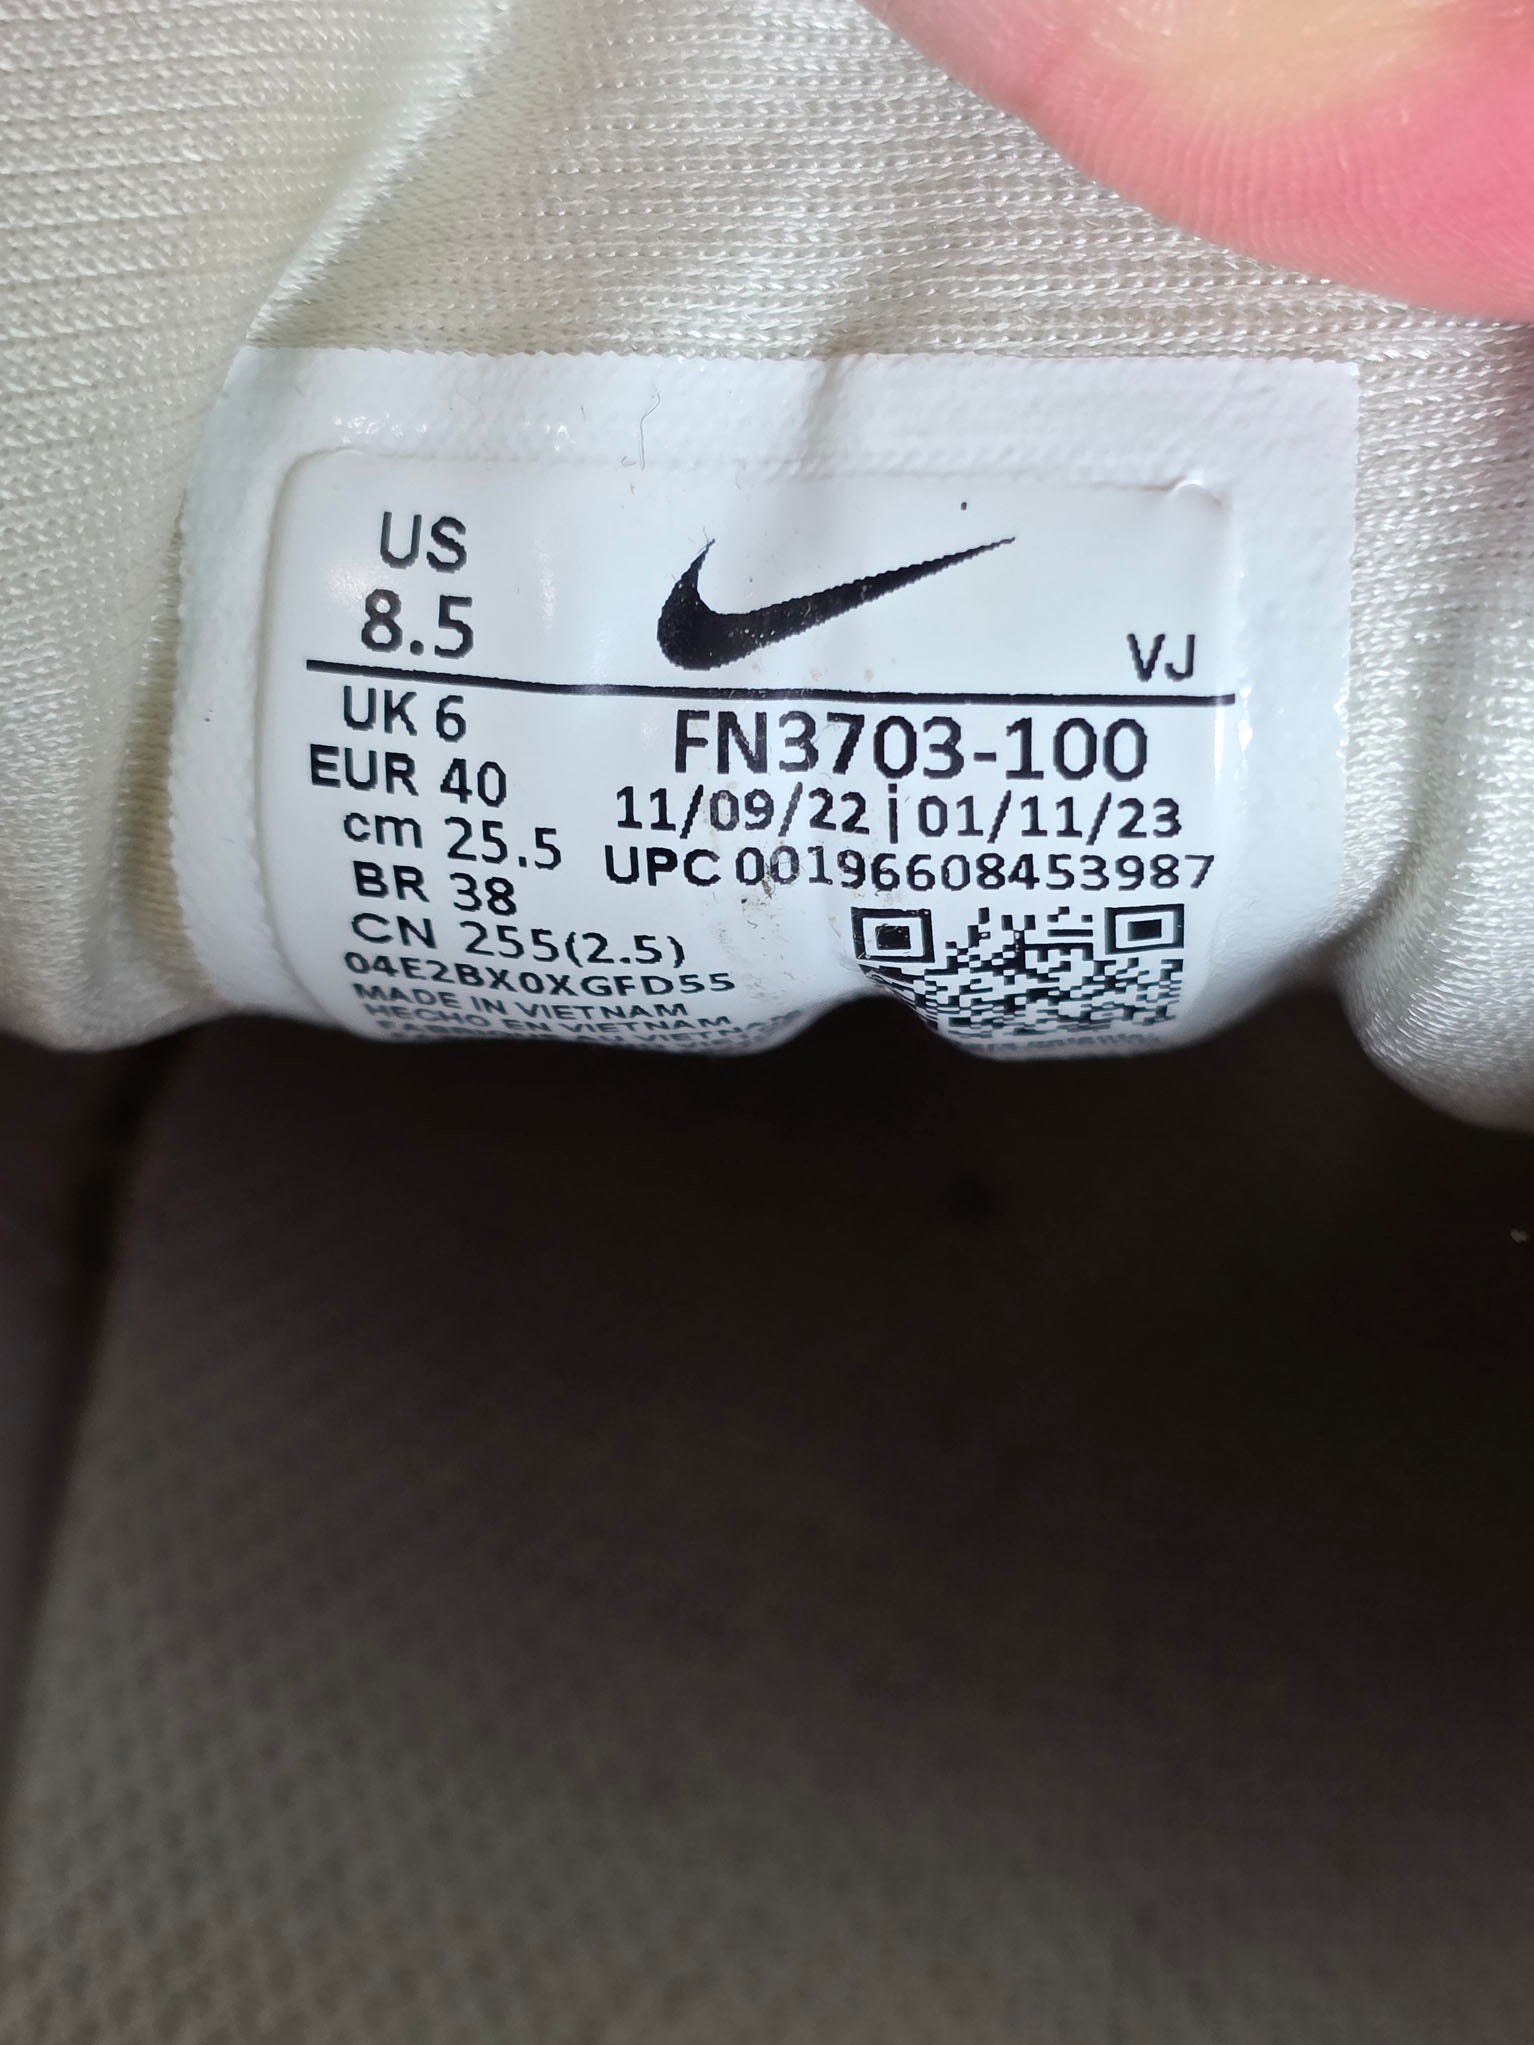 US
8.5
VJ
UK 6
EUR 40
cm 25.5
BR 38
CN 255(2.5)
04E2BX0XGFD55
MADE IN VIETNAM
HECHO EN VIETNAM
FN3703-100
11/09/22 | 01/11/23
UPC 00196608453987